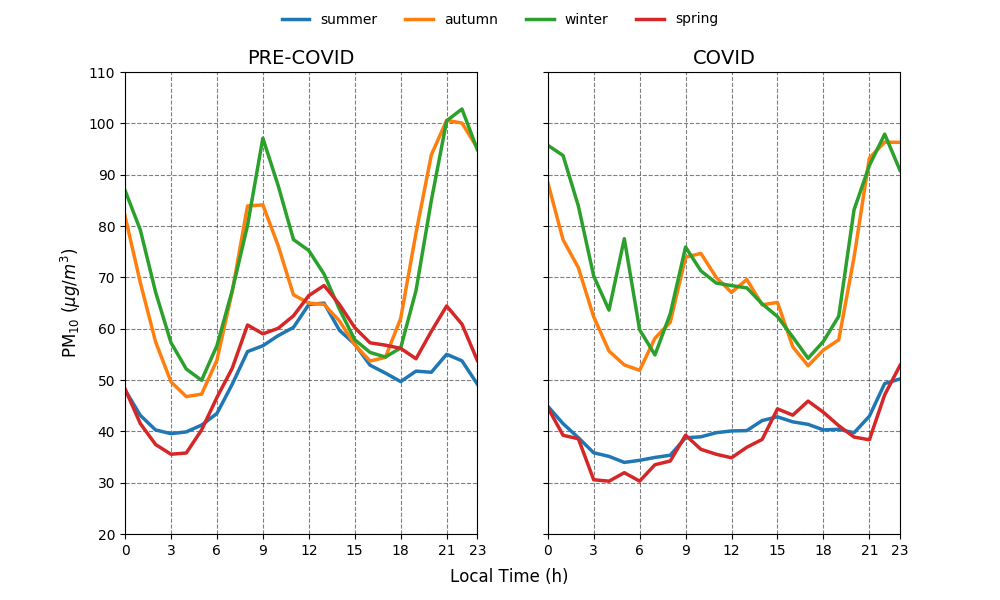 summer autumn winter spring
PRE-COVID COVID
PM10 (μg/m3)
110
100
90
80
70
60
50
40
30
20
0 3 6 9 12 15 18 21 23 0 3 6 9 12 15 18 21 23
Local Time (h)